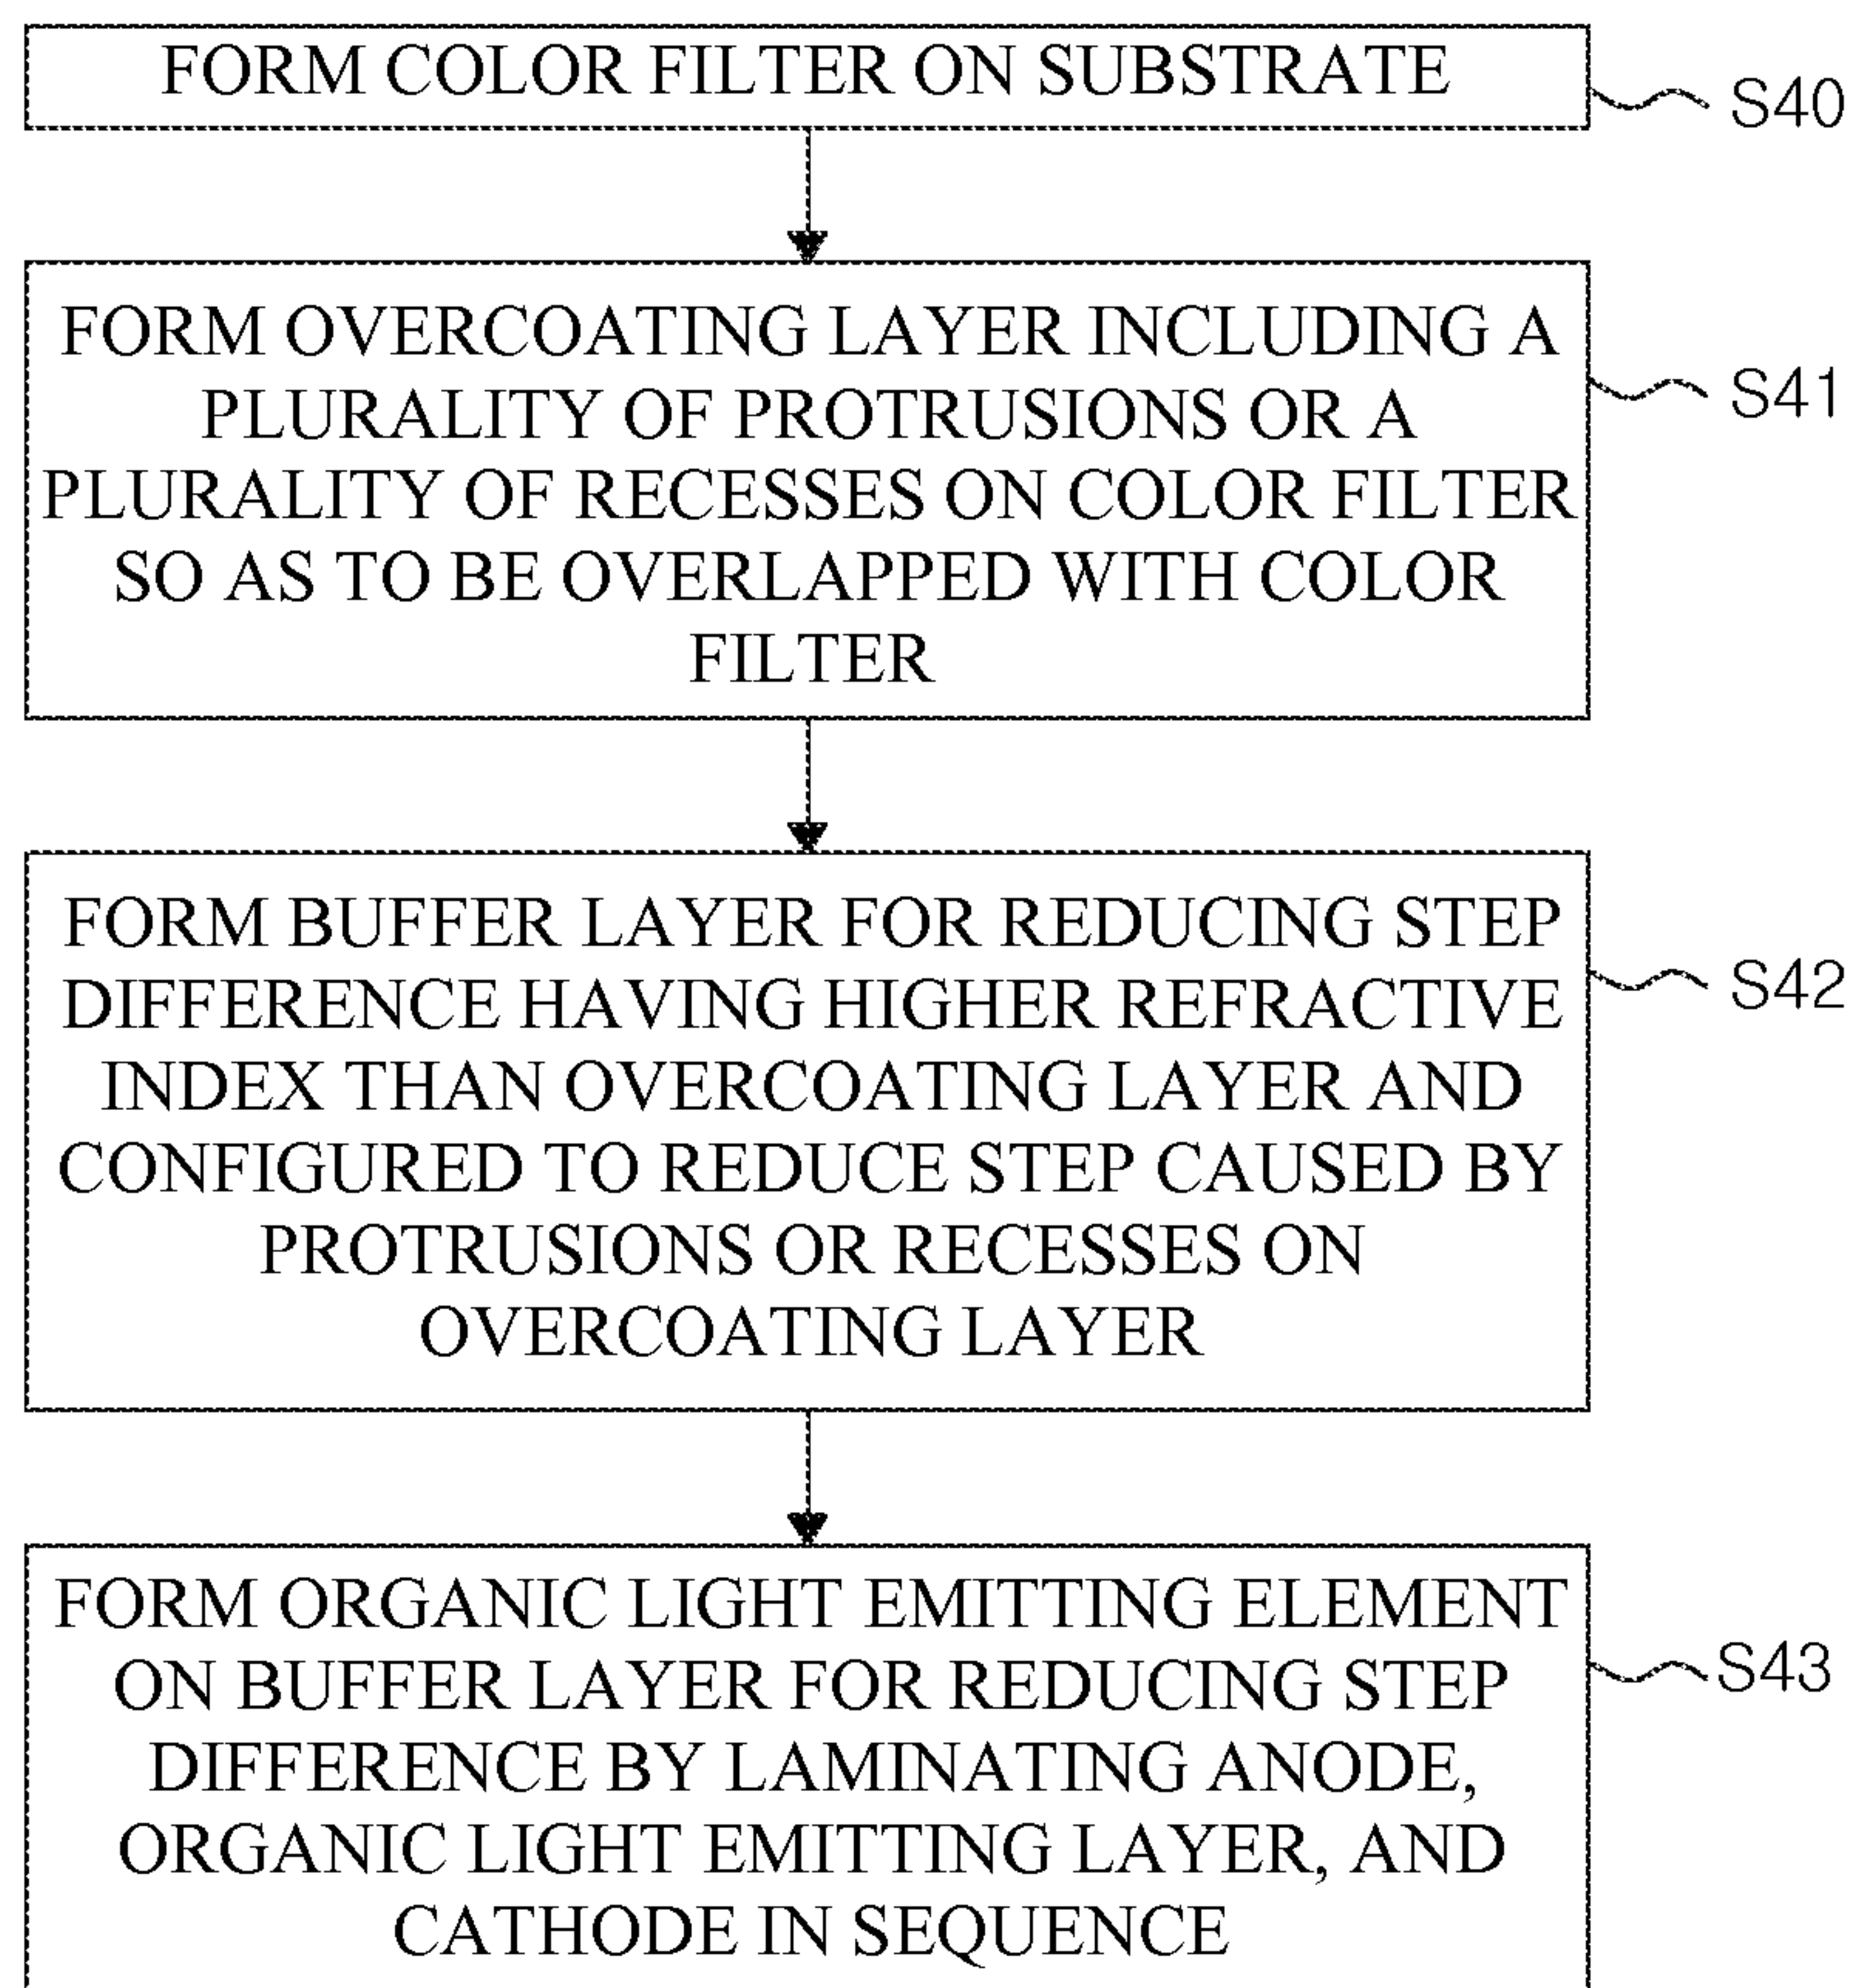 FORM COLOR FILTER ON SUBSTRATE
S40
FORM OVERCOATING LAYER INCLUDING A
PLURALITY OF PROTRUSIONS OR A
PLURALITY OF RECESSES ON COLOR FILTER
SO AS TO BE OVERLAPPED WITH COLOR
FILTER
S41
FORM BUFFER LAYER FOR REDUCING STEP
DIFFERENCE HAVING HIGHER REFRACTIVE
INDEX THAN OVERCOATING LAYER AND
CONFIGURED TO REDUCE STEP CAUSED BY
PROTRUSIONS OR RECESSES ON
OVERCOATING LAYER
S42
FORM ORGANIC LIGHT EMITTING ELEMENT
ON BUFFER LAYER FOR REDUCING STEP
DIFFERENCE BY LAMINATING ANODE,
ORGANIC LIGHT EMITTING LAYER, AND
CATHODE IN SEQUENCE
S43